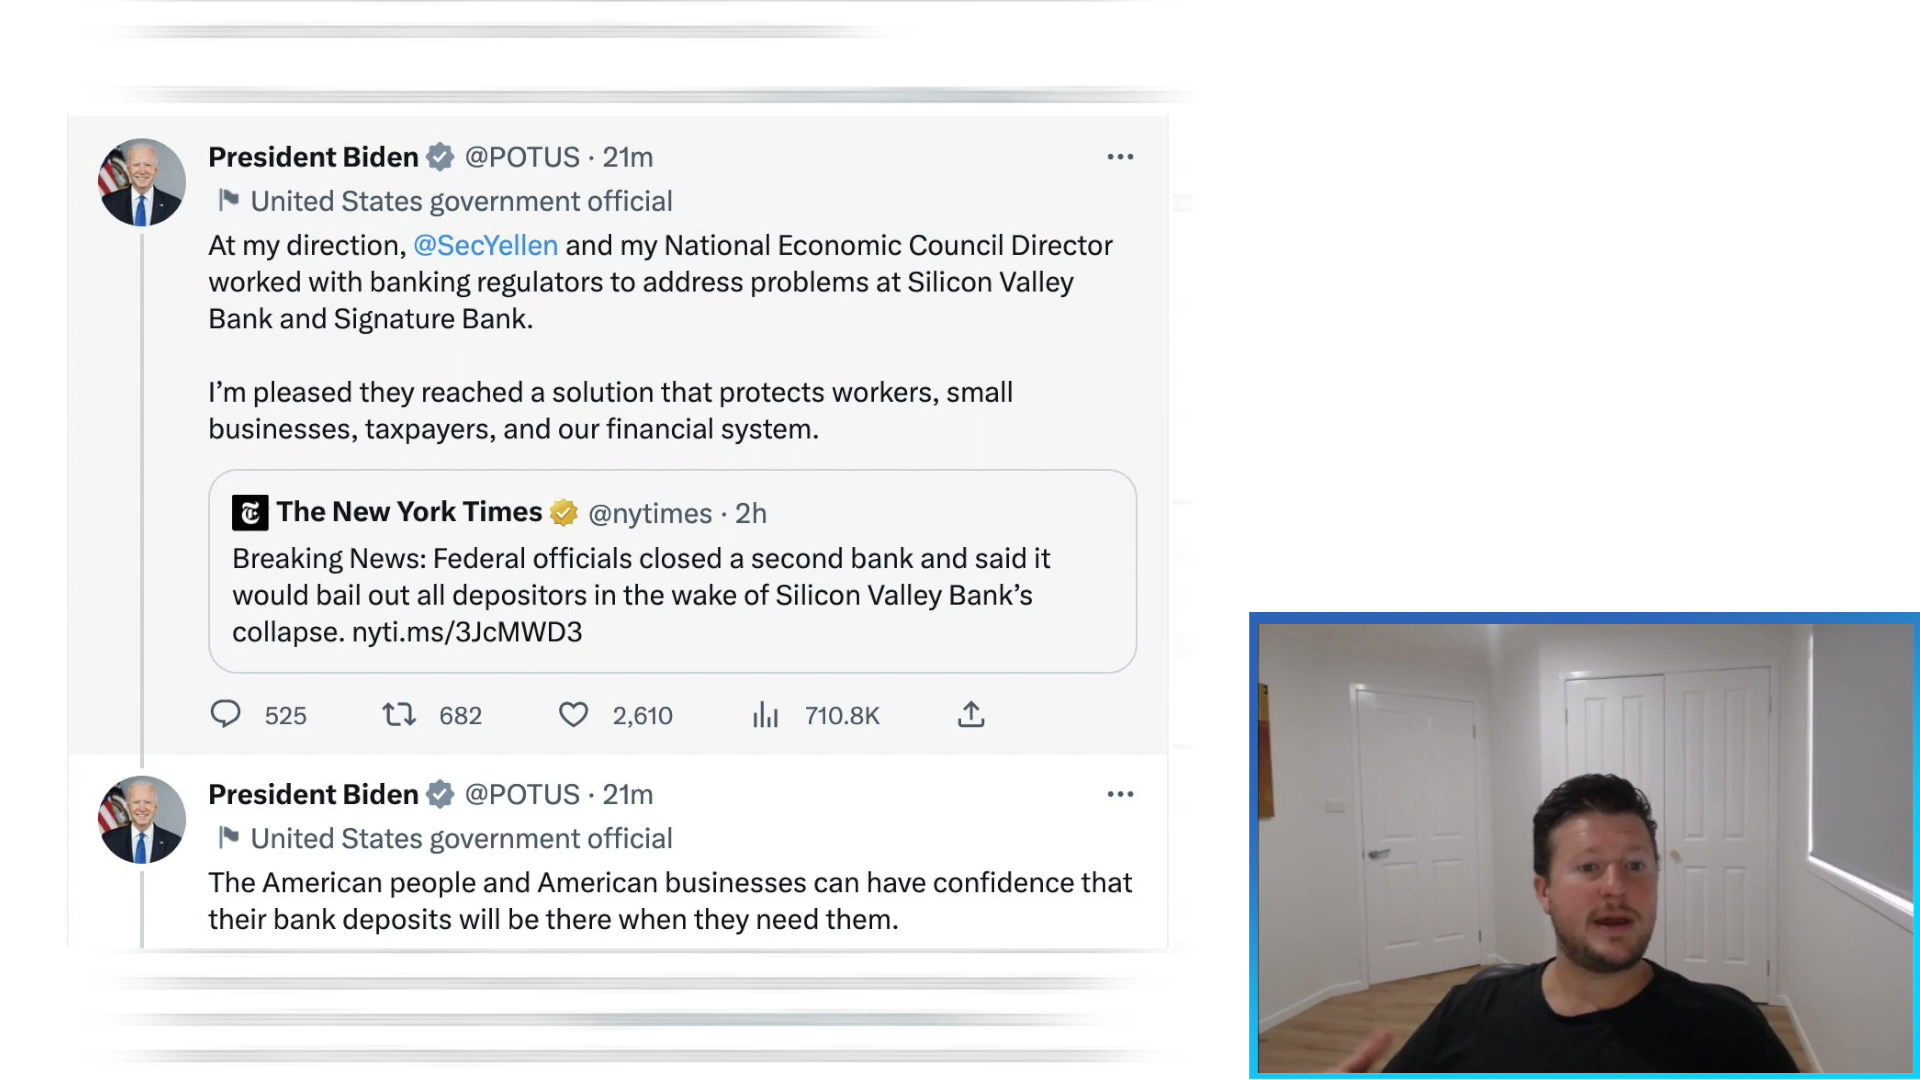 President Biden @POTUS · 21m
United States government official
At my direction, @SecYellen and my National Economic Council Director
worked with banking regulators to address problems at Silicon Valley
Bank and Signature Bank.
I’m pleased they reached a solution that protects workers, small
businesses, taxpayers, and our financial system.
The New York Times @nytimes · 2h
Breaking News: Federal officials closed a second bank and said it
would bail out all depositors in the wake of Silicon Valley Bank’s
collapse. nyti.ms/3JcMWD3
525 682 2,610 710.8K
President Biden @POTUS · 21m
United States government official
The American people and American businesses can have confidence that
their bank deposits will be there when they need them.